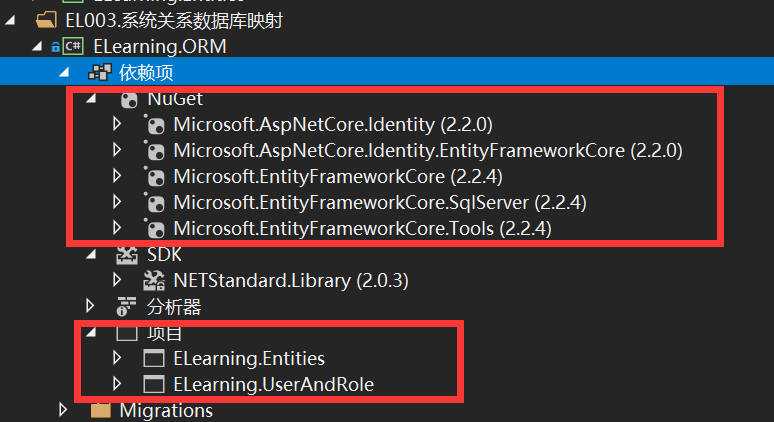 EL003.系统关系数据库映射
C# ELearning.ORM
依赖项
NuGet
Microsoft.AspNetCore.Identity (2.2.0)
Microsoft.AspNetCore.Identity.EntityFrameworkCore (2.2.0)
Microsoft.EntityFrameworkCore (2.2.4)
Microsoft.EntityFrameworkCore.SqlServer (2.2.4)
Microsoft.EntityFrameworkCore.Tools (2.2.4)
SDK
NETStandard.Library (2.0.3)
分析器
项目
ELearning.Entities
ELearning.UserAndRole
Migrations